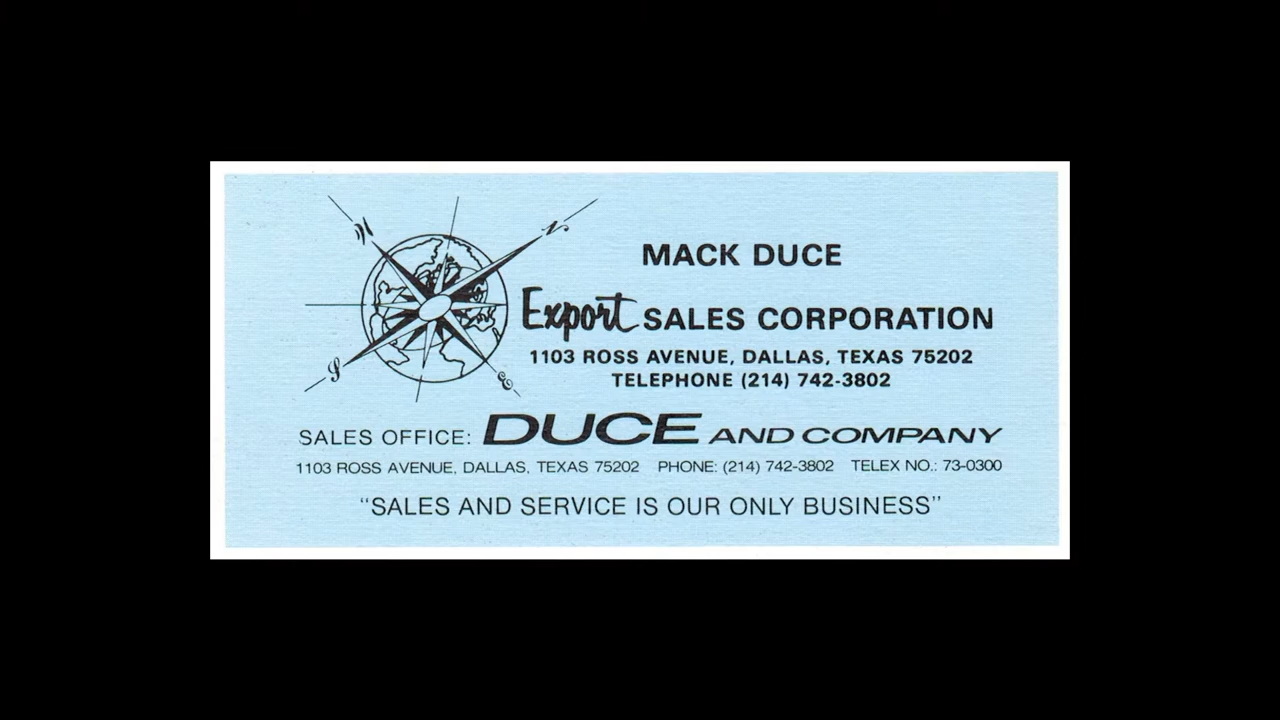 W
N
S
E
MACK DUCE
Export SALES CORPORATION
1103 ROSS AVENUE, DALLAS, TEXAS 75202
TELEPHONE (214) 742-3802
SALES OFFICE: DUCE AND COMPANY
1103 ROSS AVENUE, DALLAS, TEXAS 75202 PHONE: (214) 742-3802 TELEX NO.: 73-0300
"SALES AND SERVICE IS OUR ONLY BUSINESS"